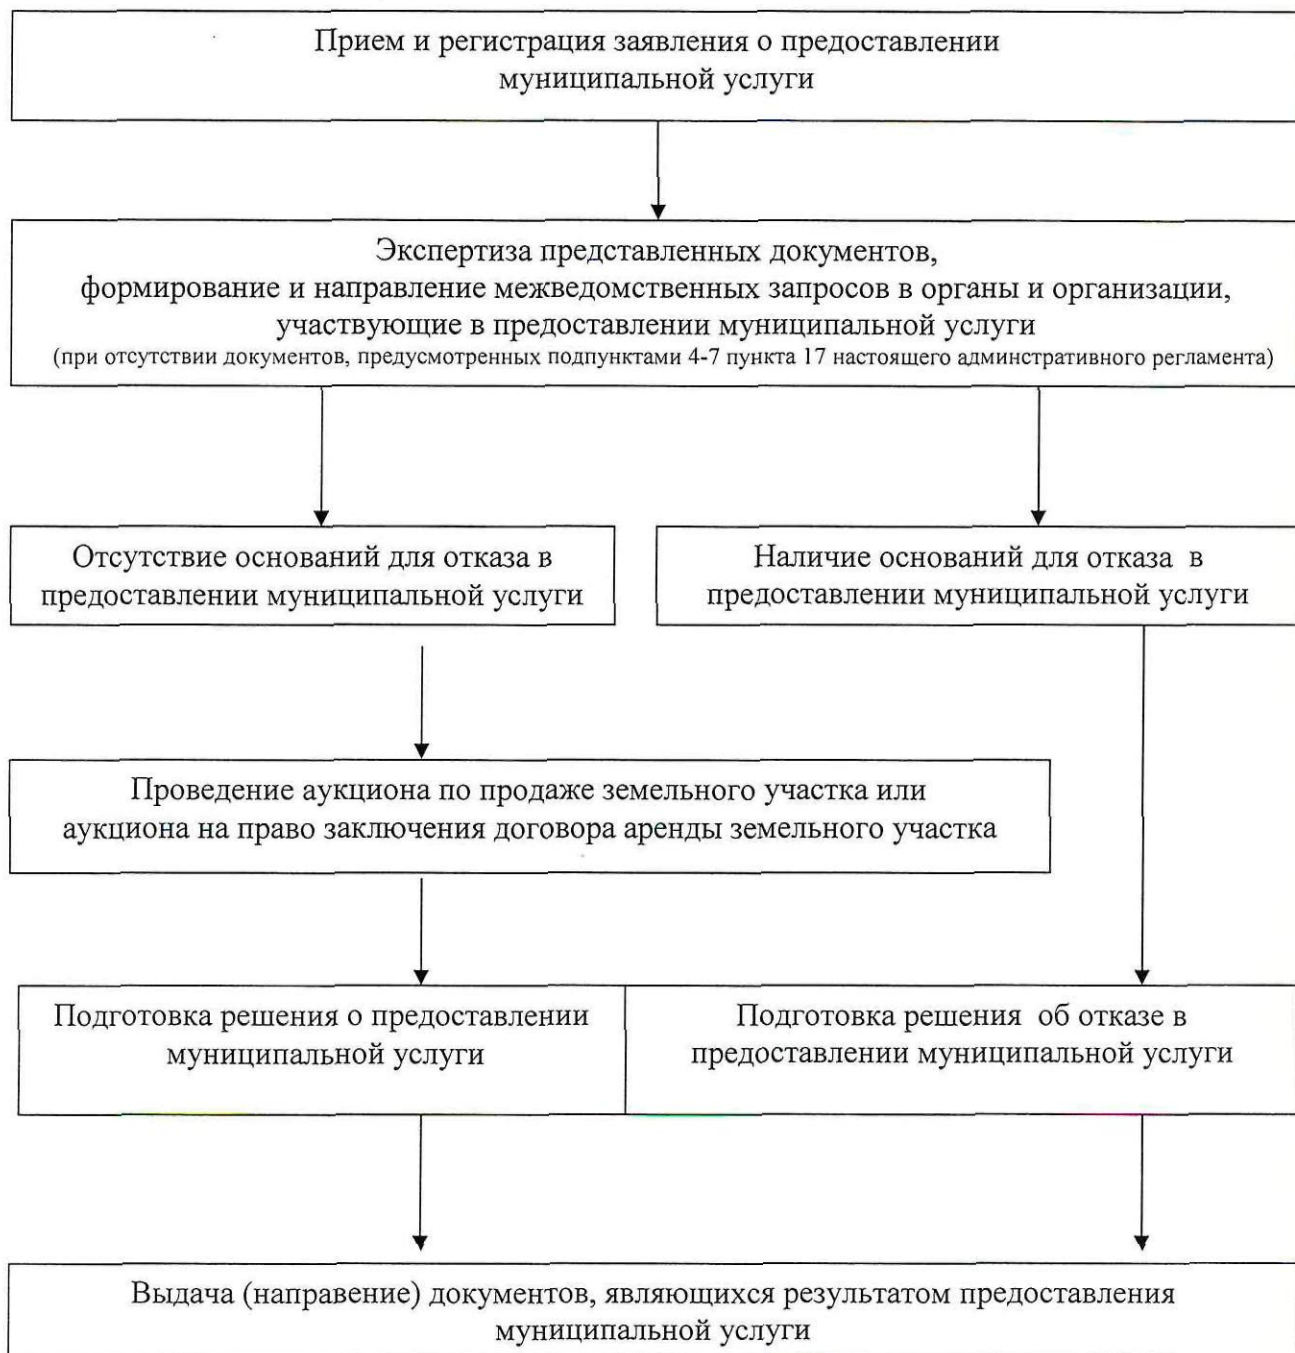 Прием и регистрация заявления о предоставлении
муниципальной услуги
Экспертиза представленных документов,
формирование и направление межведомственных запросов в органы и организации,
участвующие в предоставлении муниципальной услуги
(при отсутствии документов, предусмотренных подпунктами 4-7 пункта 17 настоящего админстративного регламента)
Отсутствие оснований для отказа в
предоставлении муниципальной услуги
Наличие оснований для отказа в
предоставлении муниципальной услуги
Проведение аукциона по продаже земельного участка или
аукциона на право заключения договора аренды земельного участка
Подготовка решения о предоставлении
муниципальной услуги
Подготовка решения об отказе в
предоставлении муниципальной услуги
Выдача (направение) документов, являющихся результатом предоставления
муниципальной услуги